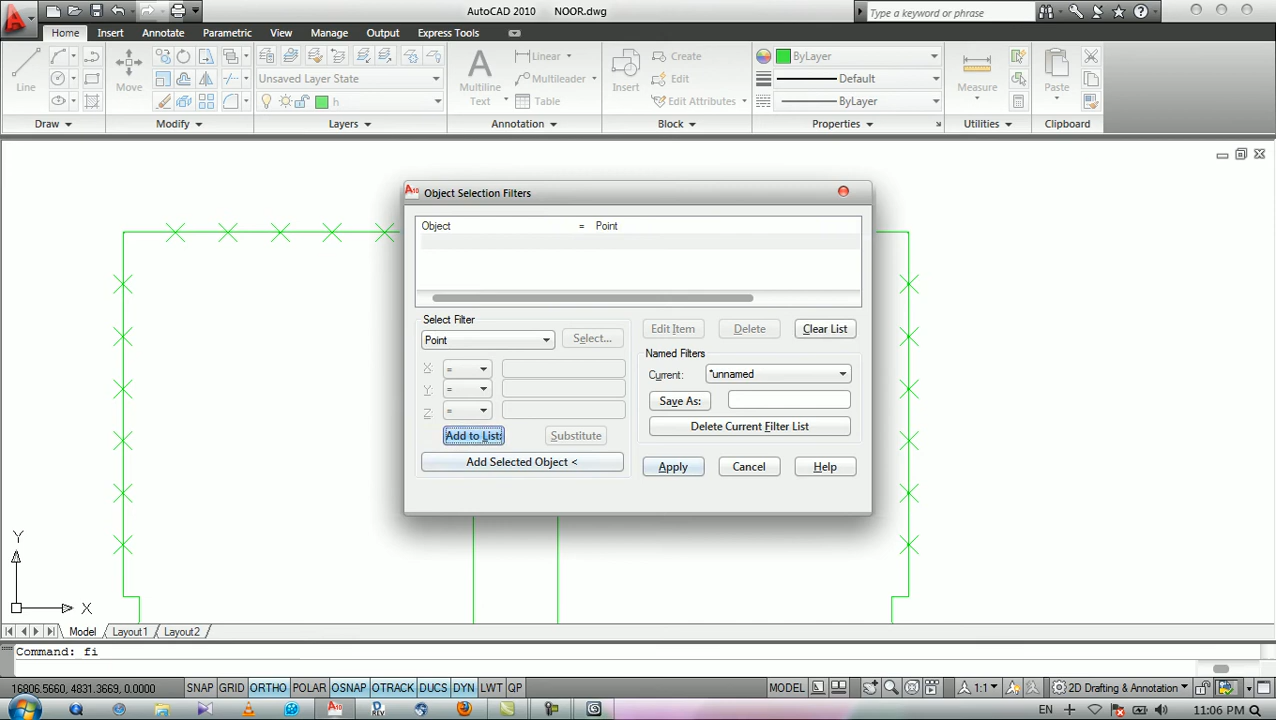 AutoCAD 2010 NOOR.dwg
Type a keyword or phrase
Home Insert Annotate Parametric View Manage Output Express Tools
Line
Move
Unsaved Layer State
h
Multiline
Text
Linear
Multileader
Table
Insert
Create
Edit
Edit Attributes
ByLayer
Default
ByLayer
Measure
Paste
Draw Modify Layers Annotation Block Properties Utilities Clipboard
Object Selection Filters
Object = Point
Select Filter
Point
Select...
X: =
Y: =
Z: =
Add to List:
Substitute
Add Selected Object <
Edit Item
Delete
Clear List
Named Filters
Current: *unnamed
Save As:
Delete Current Filter List
Apply
Cancel
Help
Y
X
Model Layout1 Layout2
Command: fi
16806.5660, 4831.3669, 0.0000 SNAP GRID ORTHO POLAR OSNAP OTRACK DUCS DYN LWT QP MODEL 1:1 2D Drafting & Annotation
EN 11:06 PM